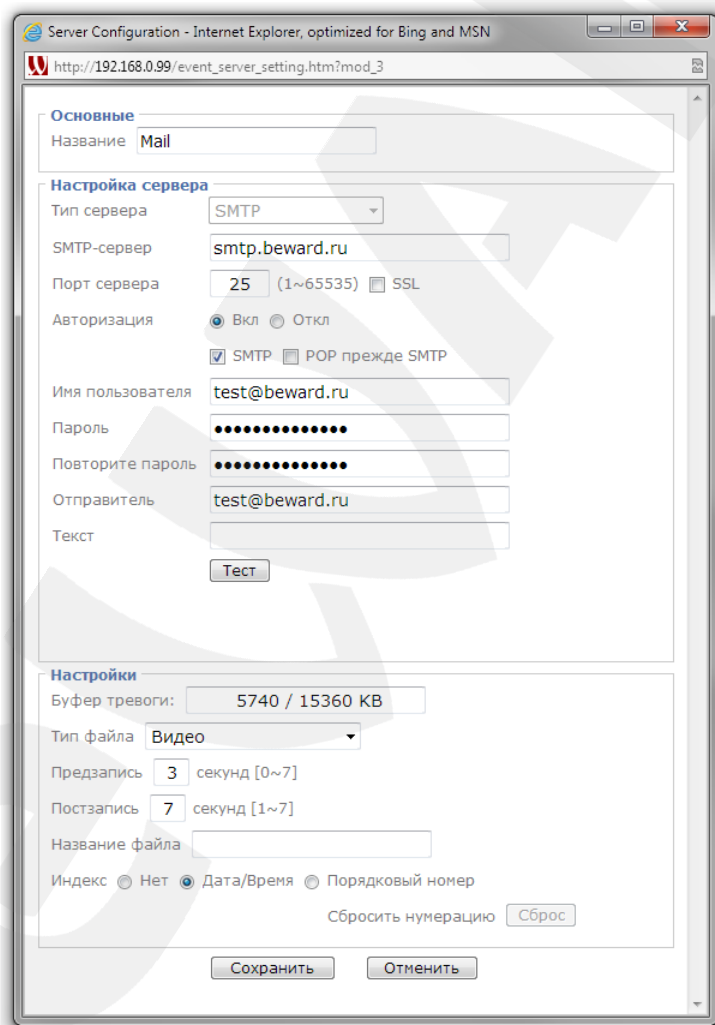 Server Configuration - Internet Explorer, optimized for Bing and MSN
http://192.168.0.99/event_server_setting.htm?mod_3
Основные
Название Mail
Настройка сервера
Тип сервера SMTP
SMTP-сервер smtp.beward.ru
Порт сервера 25 (1~65535) SSL
Авторизация Вкл Откл
SMTP POP прежде SMTP
Имя пользователя test@beward.ru
Пароль ••••••••••••••
Повторите пароль ••••••••••••••
Отправитель test@beward.ru
Текст
Тест
Настройки
Буфер тревоги: 5740 / 15360 KB
Тип файла Видео
Предзапись 3 секунд [0~7]
Постзапись 7 секунд [1~7]
Название файла
Индекс Нет Дата/Время Порядковый номер
Сбросить нумерацию Сброс
Сохранить Отменить